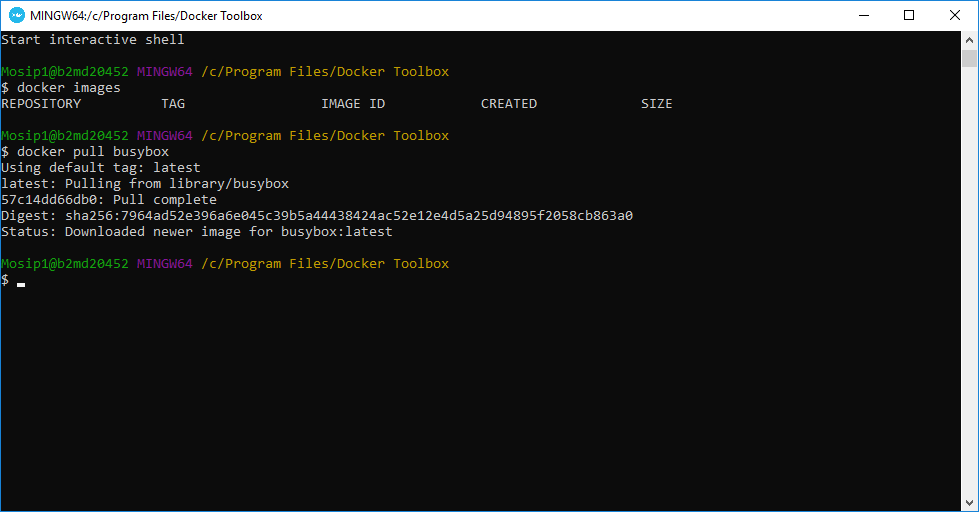 MINGW64:/c/Program Files/Docker Toolbox
Start interactive shell
Mosip1@b2md20452 MINGW64 /c/Program Files/Docker Toolbox
$ docker images
REPOSITORY          TAG                 IMAGE ID            CREATED             SIZE
Mosip1@b2md20452 MINGW64 /c/Program Files/Docker Toolbox
$ docker pull busybox
Using default tag: latest
latest: Pulling from library/busybox
57c14dd66db0: Pull complete
Digest: sha256:7964ad52e396a6e045c39b5a44438424ac52e12e4d5a25d94895f2058cb863a0
Status: Downloaded newer image for busybox:latest
Mosip1@b2md20452 MINGW64 /c/Program Files/Docker Toolbox
$